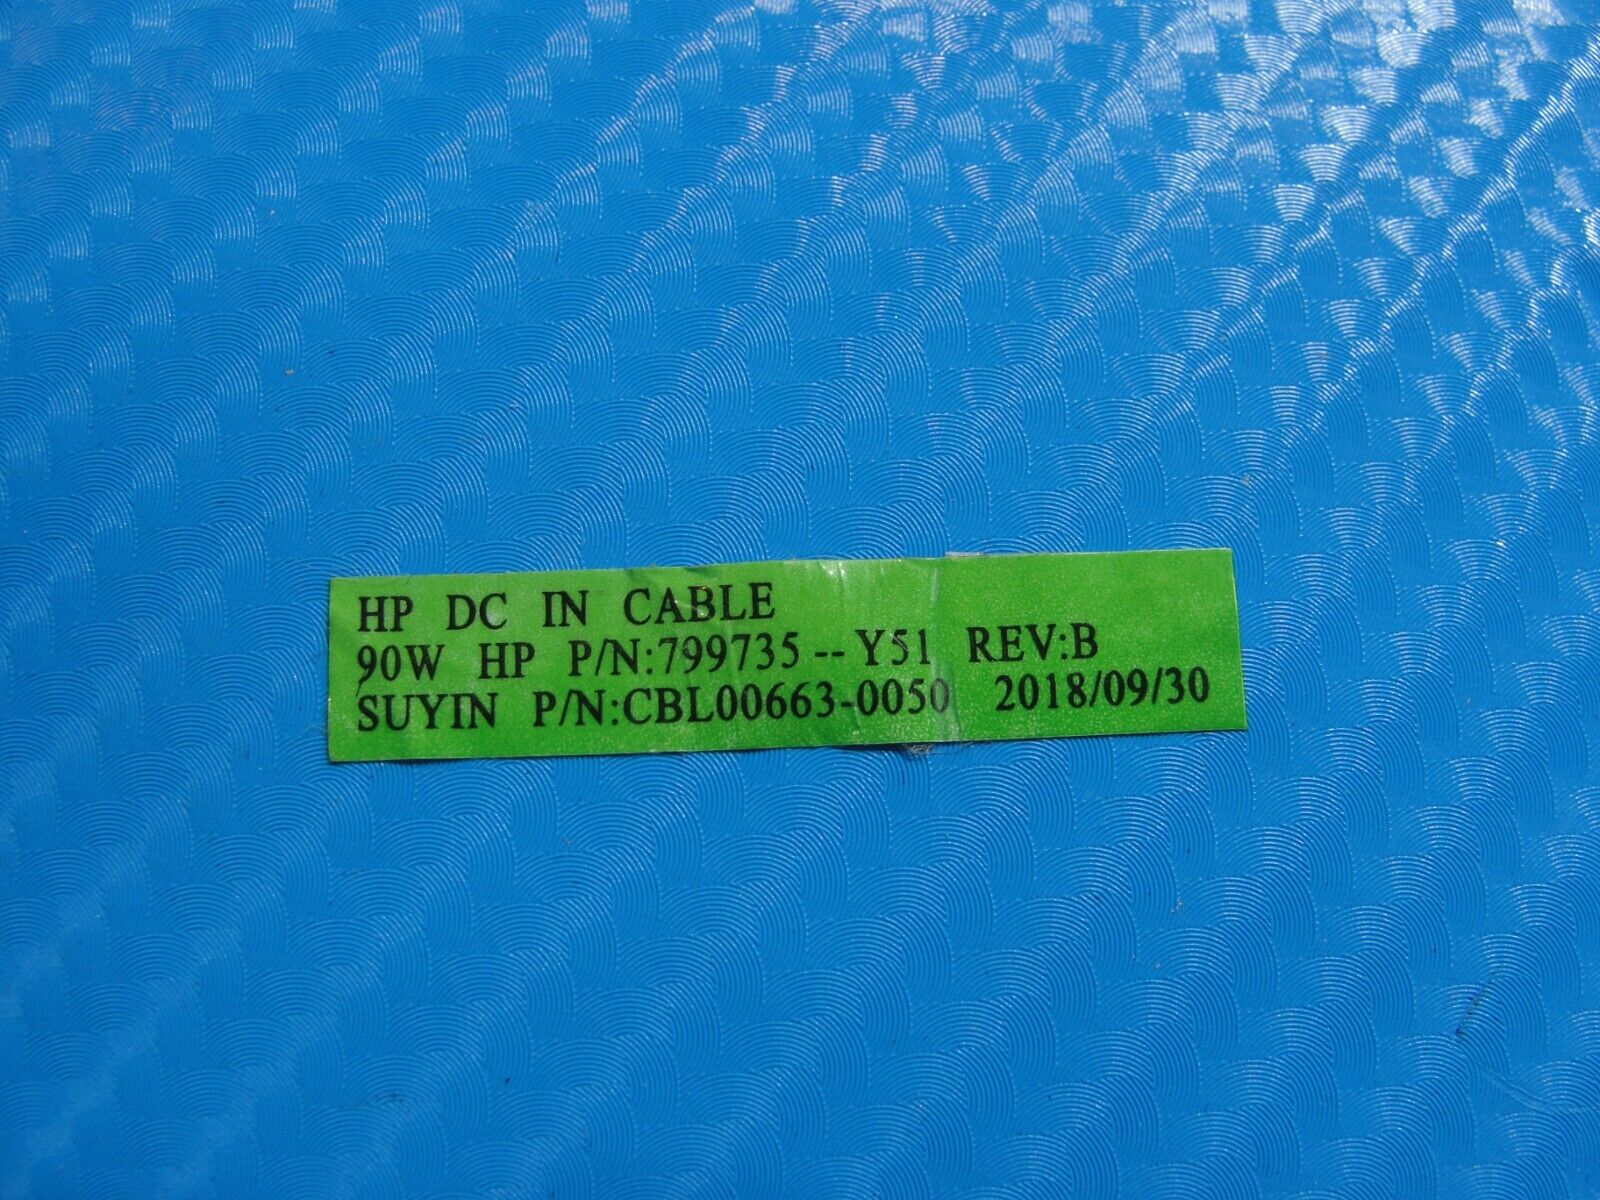 HP DC IN CABLE
90W HP P/N:799735--Y51 REV:B
SUYIN P/N:CBL00663-0050 2018/09/30